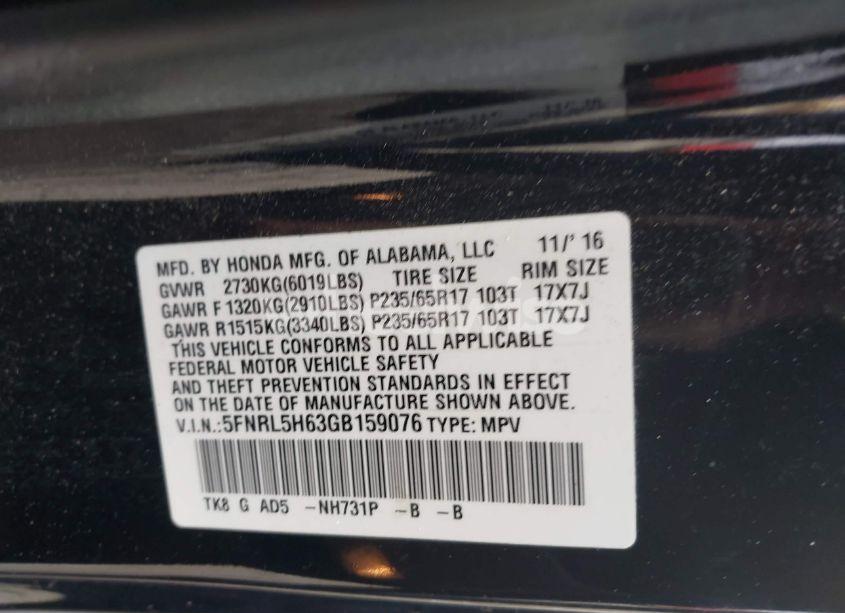 MFD. BY HONDA MFG. OF ALABAMA, LLC 11/' 16
GVWR 2730KG(6019LBS) TIRE SIZE RIM SIZE
GAWR F 1320KG(2910LBS) P235/65R17 103T 17X7J
GAWR R1515KG(3340LBS) P235/65R17 103T 17X7J
THIS VEHICLE CONFORMS TO ALL APPLICABLE
FEDERAL MOTOR VEHICLE SAFETY
AND THEFT PREVENTION STANDARDS IN EFFECT
ON THE DATE OF MANUFACTURE SHOWN ABOVE.
V.I.N.:5FNRL5H63GB159076 TYPE: MPV
TK8 G AD5 -NH731P -B -B